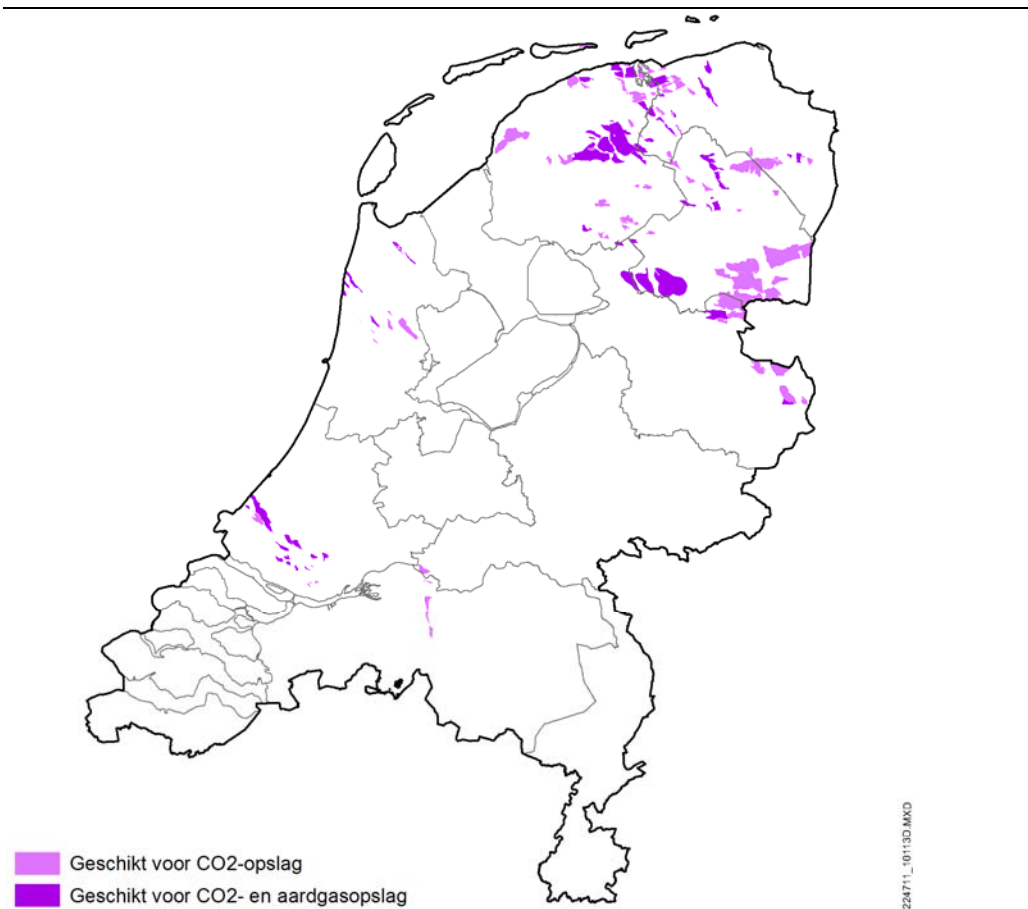 Geschikt voor CO2-opslag
Geschikt voor CO2- en aardgasopslag
224711_10113D.MXD